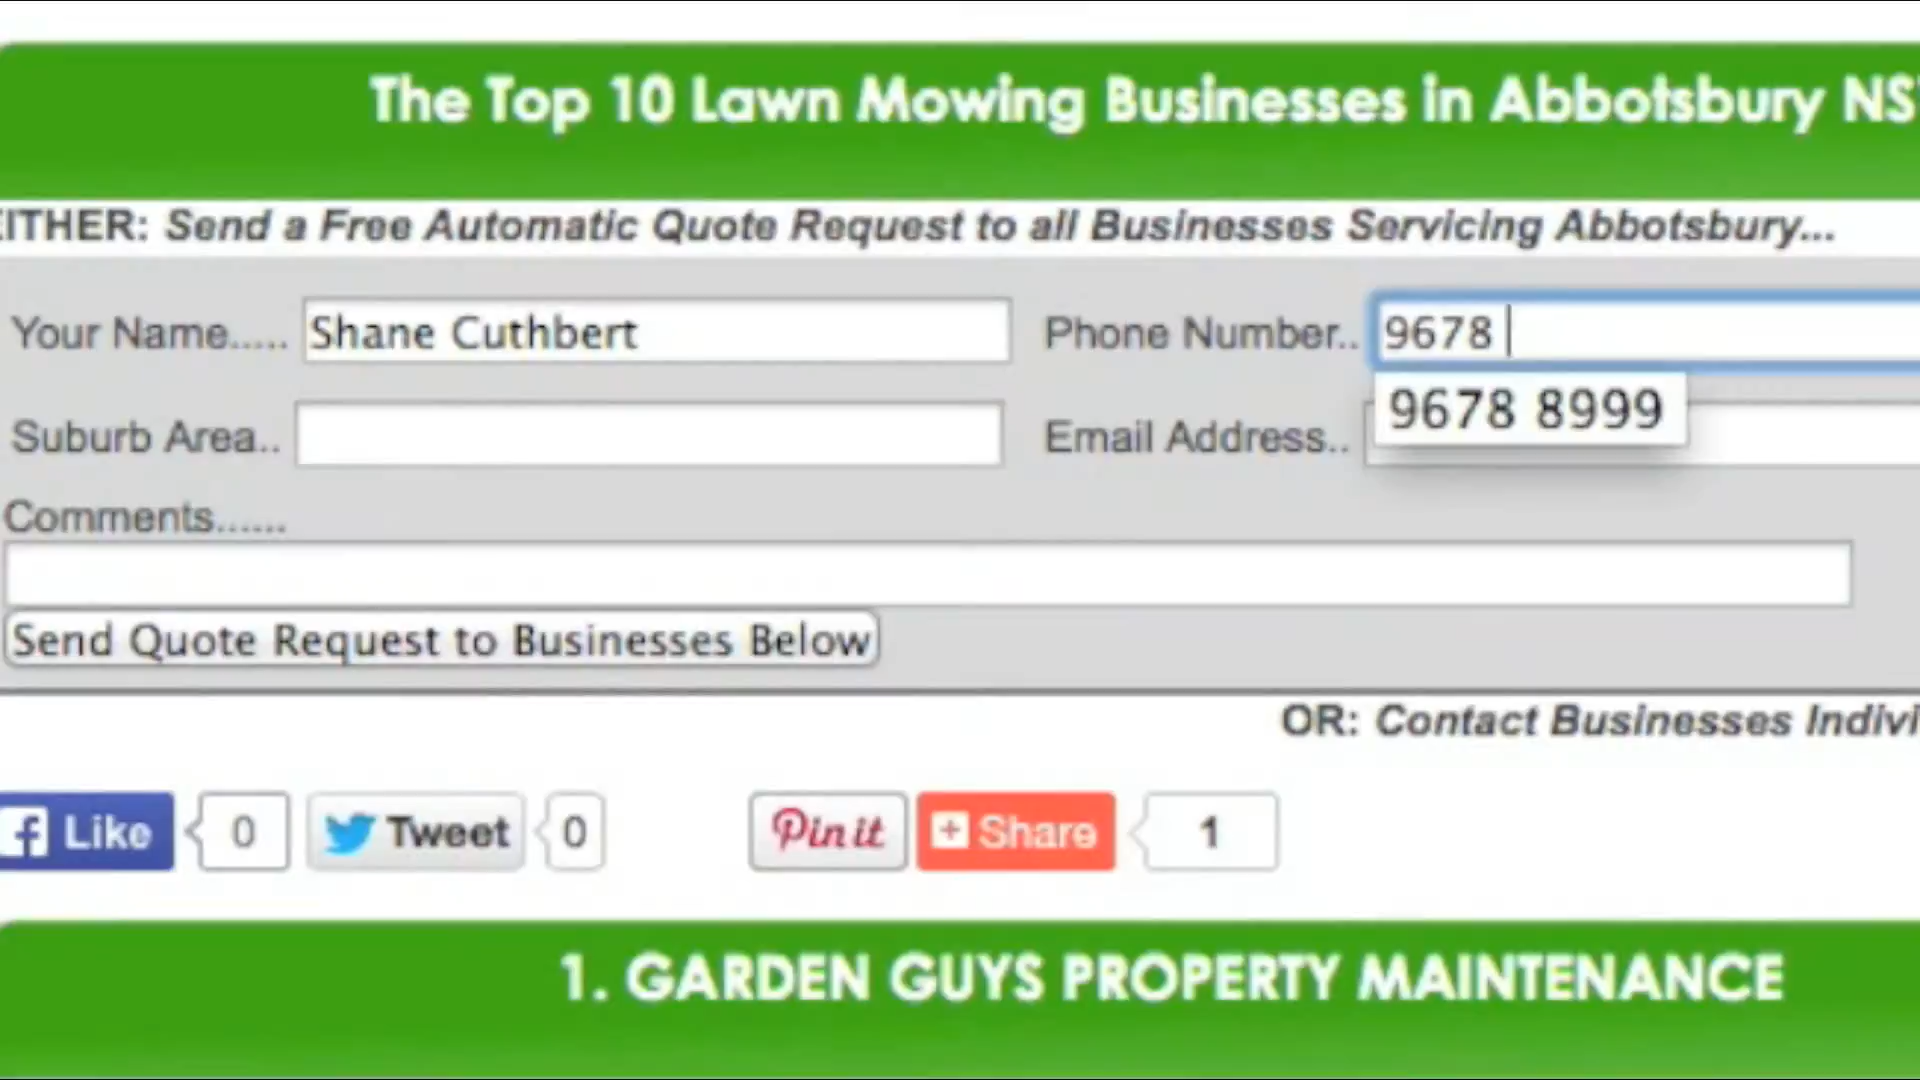 The Top 10 Lawn Mowing Businesses in Abbotsbury NS
EITHER: Send a Free Automatic Quote Request to all Businesses Servicing Abbotsbury...
Your Name..... Shane Cuthbert Phone Number.. 9678
9678 8999
Suburb Area.. Email Address..
Comments......
Send Quote Request to Businesses Below
OR: Contact Businesses Indivi
Like 0 Tweet 0 Pin it Share 1
1. GARDEN GUYS PROPERTY MAINTENANCE